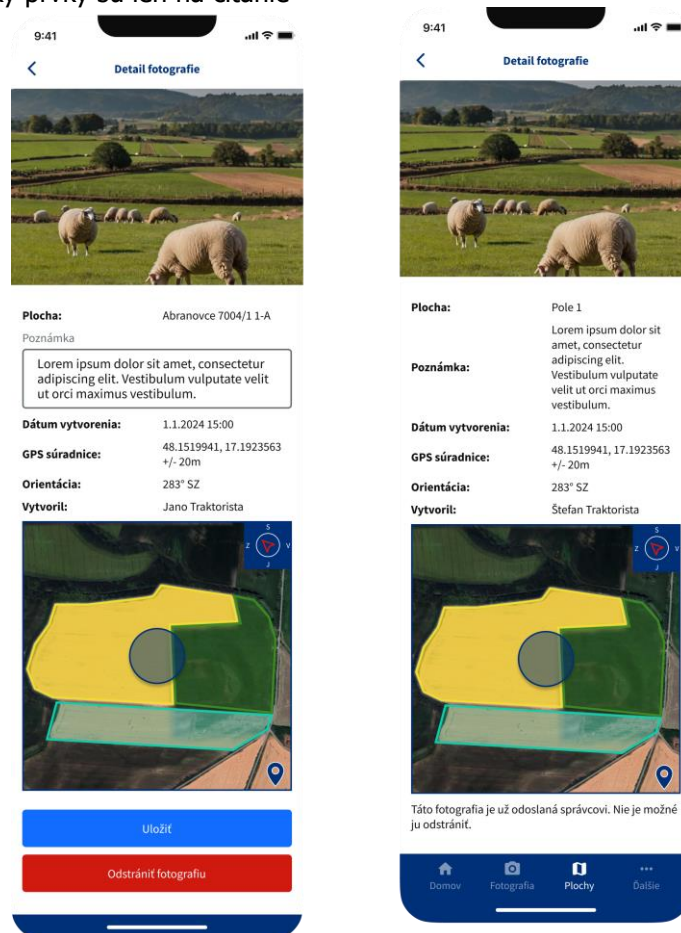 ky prvky sú len na čítanie
9:41
Detail fotografie
Plocha: Abranovce 7004/1 1-A
Poznámka
Lorem ipsum dolor sit amet, consectetur
adipiscing elit. Vestibulum vulputate velit
ut orci maximus vestibulum.
Dátum vytvorenia: 1.1.2024 15:00
GPS súradnice: 48.1519941, 17.1923563
+/- 20m
Orientácia: 283° SZ
Vytvoril: Jano Traktorista
S
Z V
J
Uložiť
Odstrániť fotografiu
9:41
Detail fotografie
Plocha: Pole 1
Poznámka:
Lorem ipsum dolor sit
amet, consectetur
adipiscing elit.
Vestibulum vulputate
velit ut orci maximus
vestibulum.
Dátum vytvorenia: 1.1.2024 15:00
GPS súradnice: 48.1519941, 17.1923563
+/- 20m
Orientácia: 283° SZ
Vytvoril: Štefan Traktorista
S
Z V
J
Táto fotografia je už odoslaná správcovi. Nie je možné
ju odstrániť.
Domov Fotografia Plochy Ďalšie